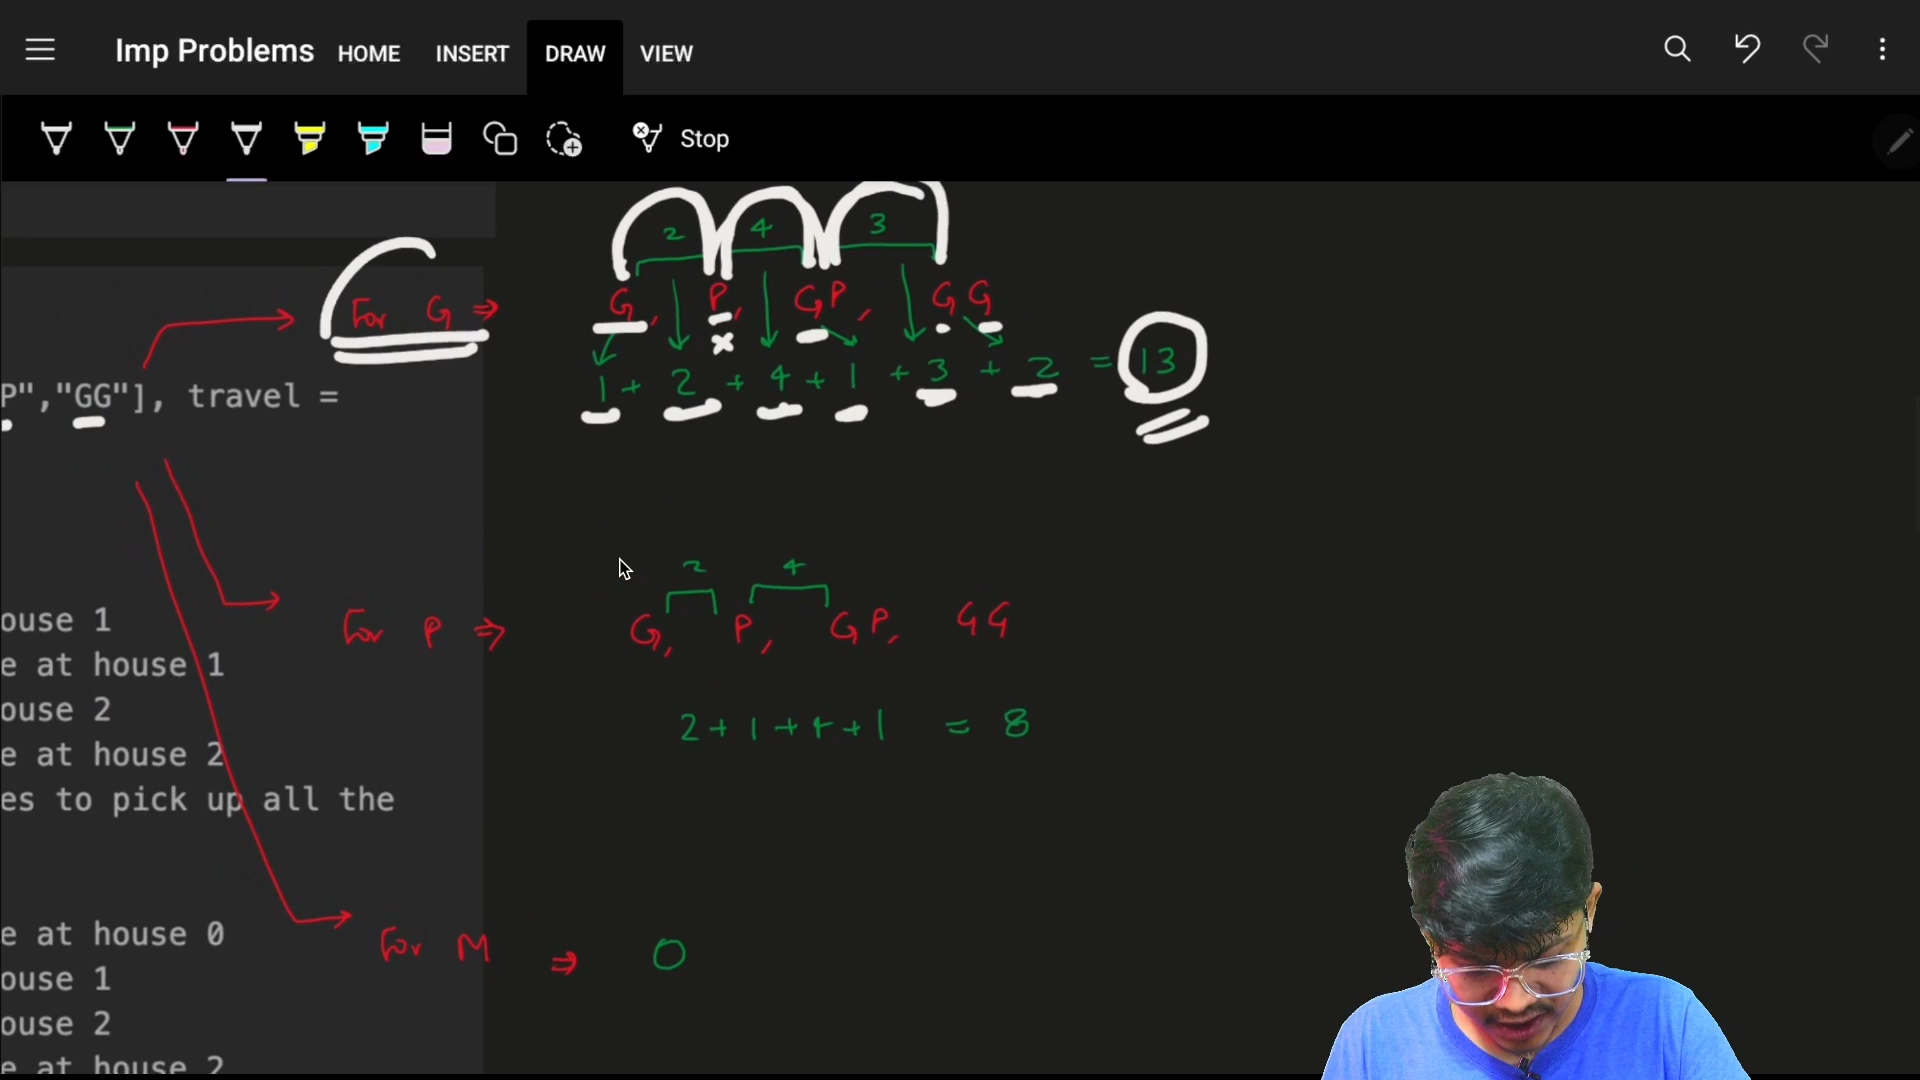 Imp Problems HOME INSERT DRAW VIEW
Stop
2 4 3
For G ⇒ G, P, GP, GG
×
1 + 2 + 4 + 1 + 3 + 2 = 13
P","GG"], travel =
2 4
For P ⇒ G, P, GP, GG
ouse 1
e at house 1
ouse 2
2 + 1 + 4 + 1 = 8
e at house 2
es to pick up all the
e at house 0
For M ⇒ 0
ouse 1
ouse 2
e at house 2